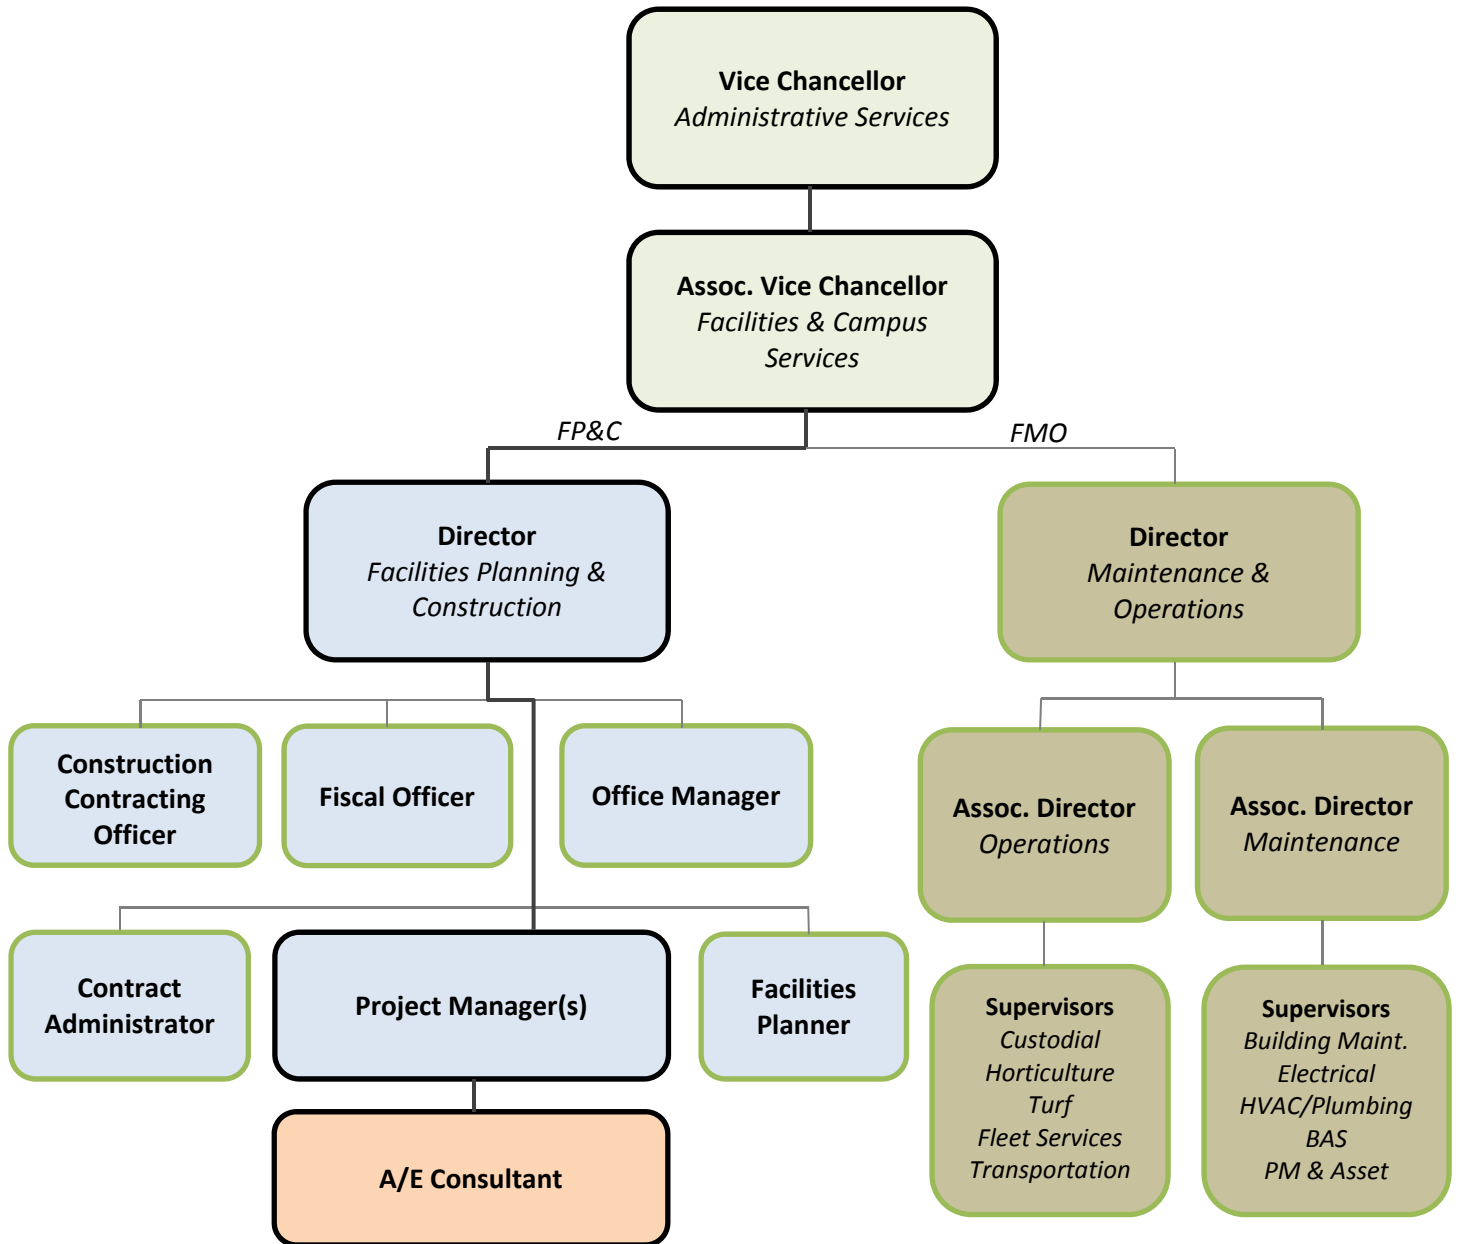 Vice Chancellor
Administrative Services
Assoc. Vice Chancellor
Facilities & Campus
Services
FP&C
FMO
Director
Facilities Planning &
Construction
Director
Maintenance &
Operations
Construction
Contracting
Officer
Fiscal Officer
Office Manager
Assoc. Director
Operations
Assoc. Director
Maintenance
Contract
Administrator
Project Manager(s)
Facilities
Planner
Supervisors
Custodial
Horticulture
Turf
Fleet Services
Transportation
Supervisors
Building Maint.
Electrical
HVAC/Plumbing
BAS
PM & Asset
A/E Consultant